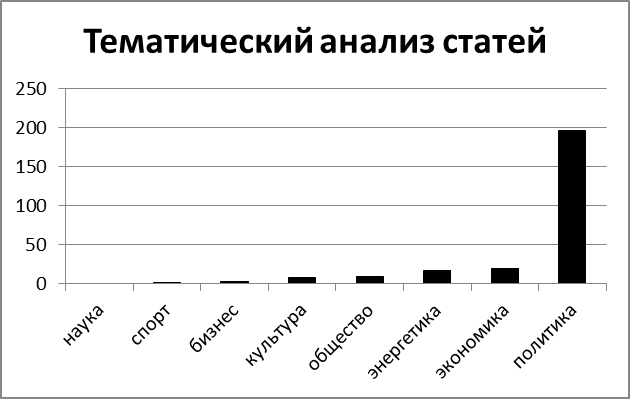 Тематический анализ статей
250
200
150
100
50
0
наука
спорт
бизнес
культура
общество
энергетика
экономика
политика